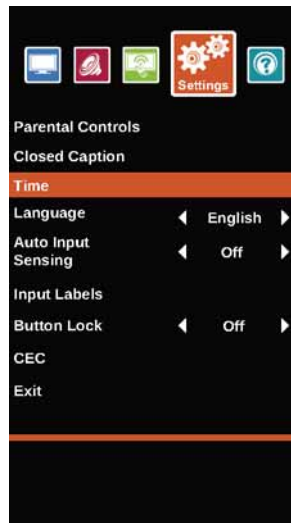 Settings
Parental Controls
Closed Caption
Time
Language English
Auto Input
Sensing Off
Input Labels
Button Lock Off
CEC
Exit